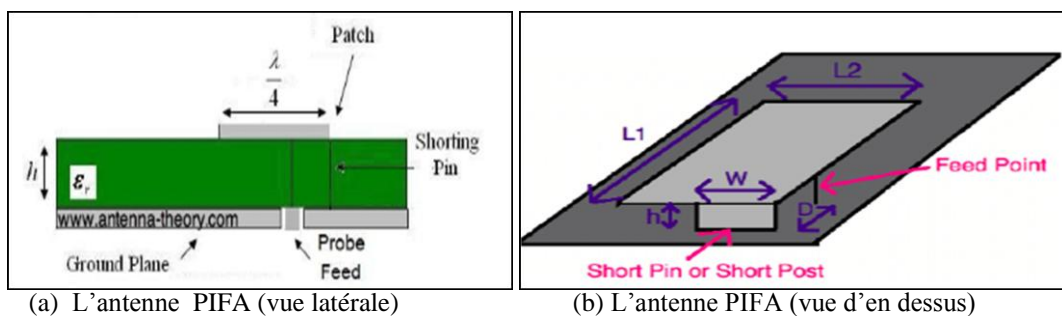 Patch
λ
4
Shorting
Pin
h
εr
www.antenna-theory.com
Ground Plane
Probe
Feed
L2
L1
W
Feed Point
h
D
Short Pin or Short Post
(a) L’antenne PIFA (vue latérale)
(b) L’antenne PIFA (vue d’en dessus)